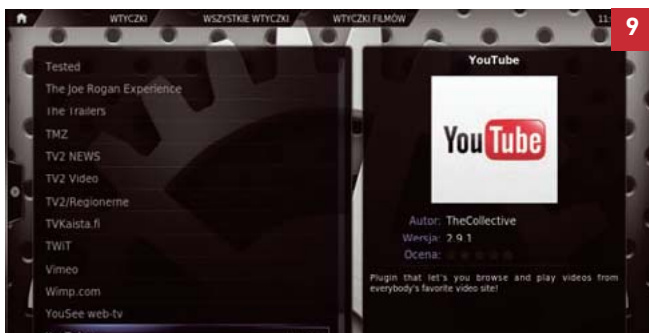 WTYCZKI WSZYSTKIE WTYCZKI WTYCZKI FILMÓW 11:
9
Tested
The Joe Rogan Experience
The Trailers
TMZ
TV2 NEWS
TV2 Video
TV2/Regionerne
TVKaista.fi
TWiT
Vimeo
Wimp.com
YouSee web-tv
YouTube
YouTube
Autor: TheCollective
Wersja: 2.9.1
Ocena:
Plugin that let's you browse and play videos from
everybody's favorite video site!